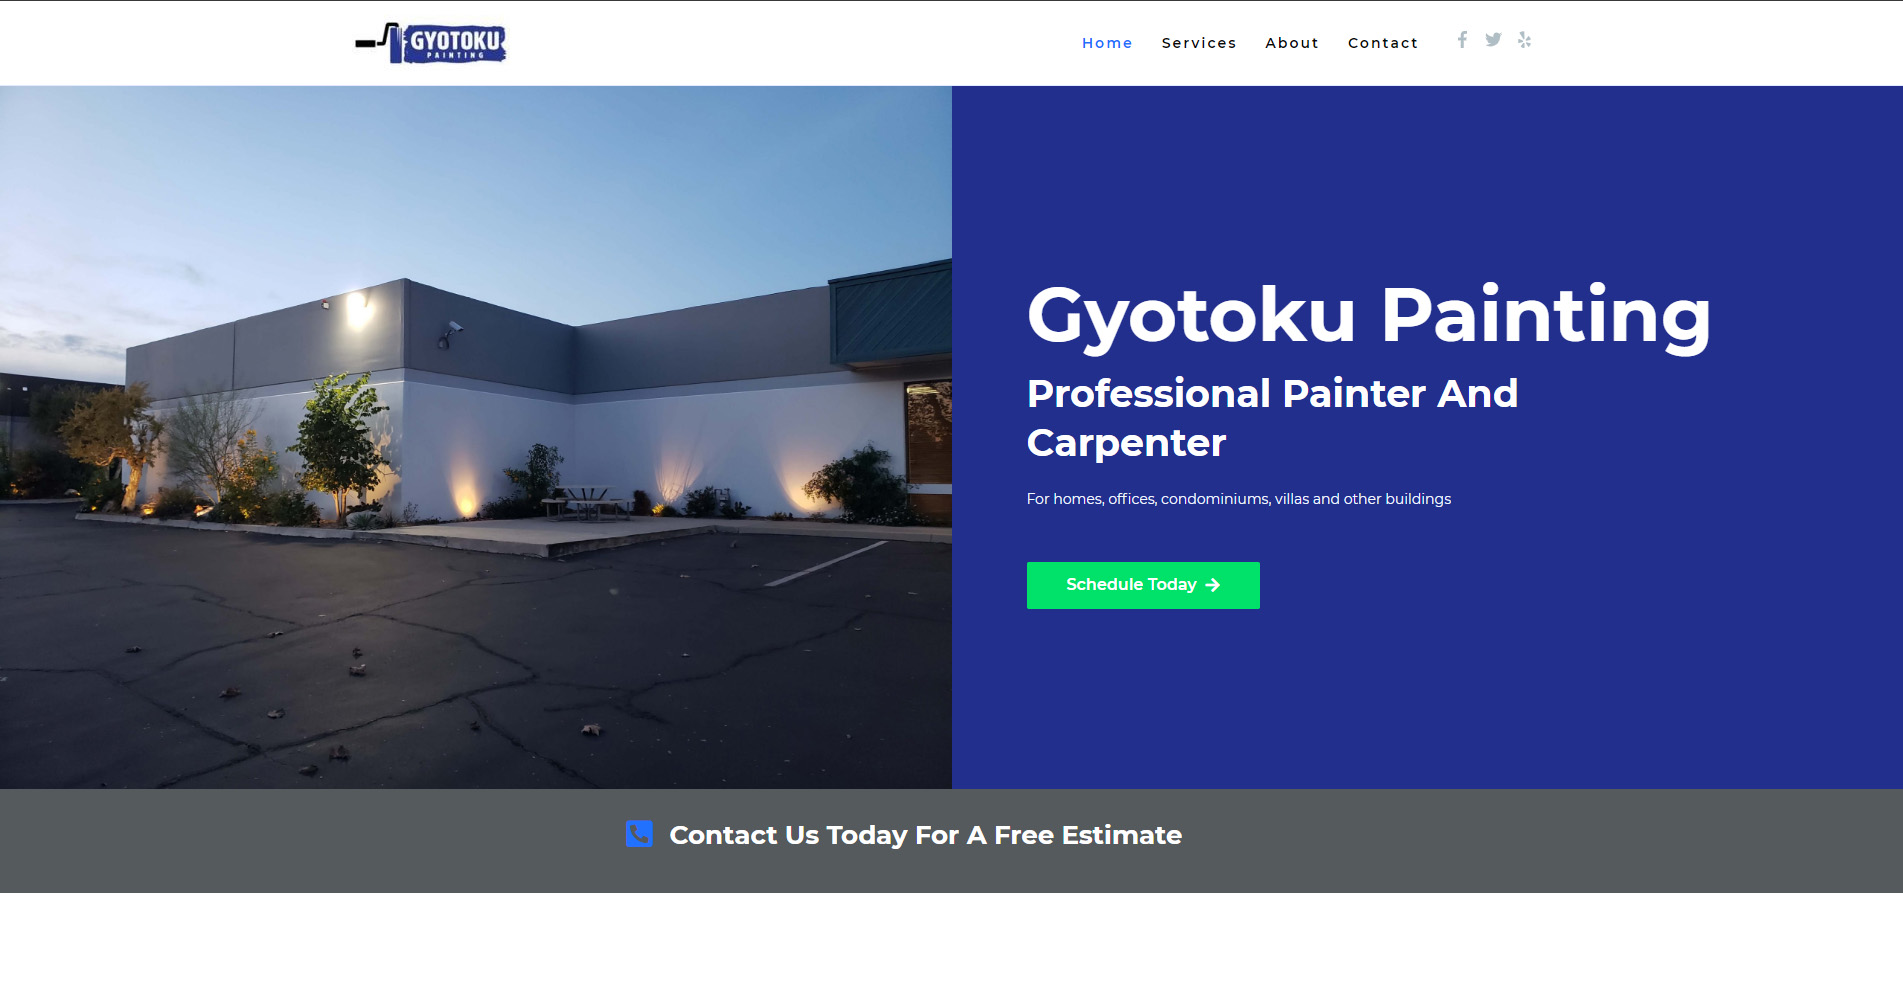 GYOTOKU
PAINTING
Home Services About Contact
Gyotoku Painting
Professional Painter And
Carpenter
For homes, offices, condominiums, villas and other buildings
Schedule Today
Contact Us Today For A Free Estimate